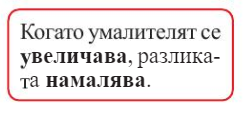 Когато умалителят се
увеличава, разлика-
та намалява.